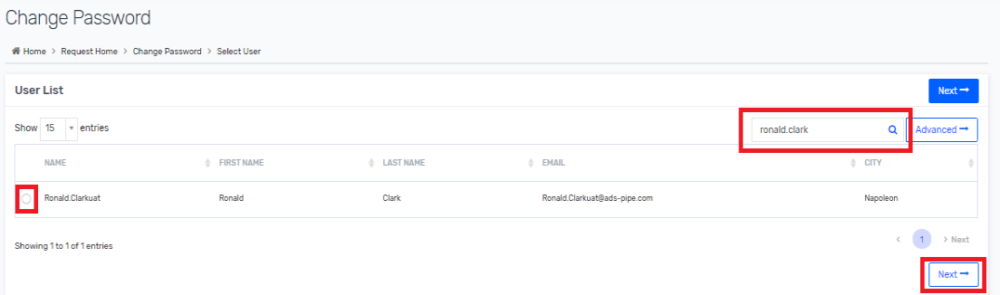 Change Password
Home > Request Home > Change Password > Select User
User List
Next →
Show 15 entries
ronald.clark
Advanced →
NAME FIRST NAME LAST NAME EMAIL CITY
Ronald.Clarkuat Ronald Clark Ronald.Clarkuat@ads-pipe.com Napoleon
Showing 1 to 1 of 1 entries
< 1 > Next
Next →